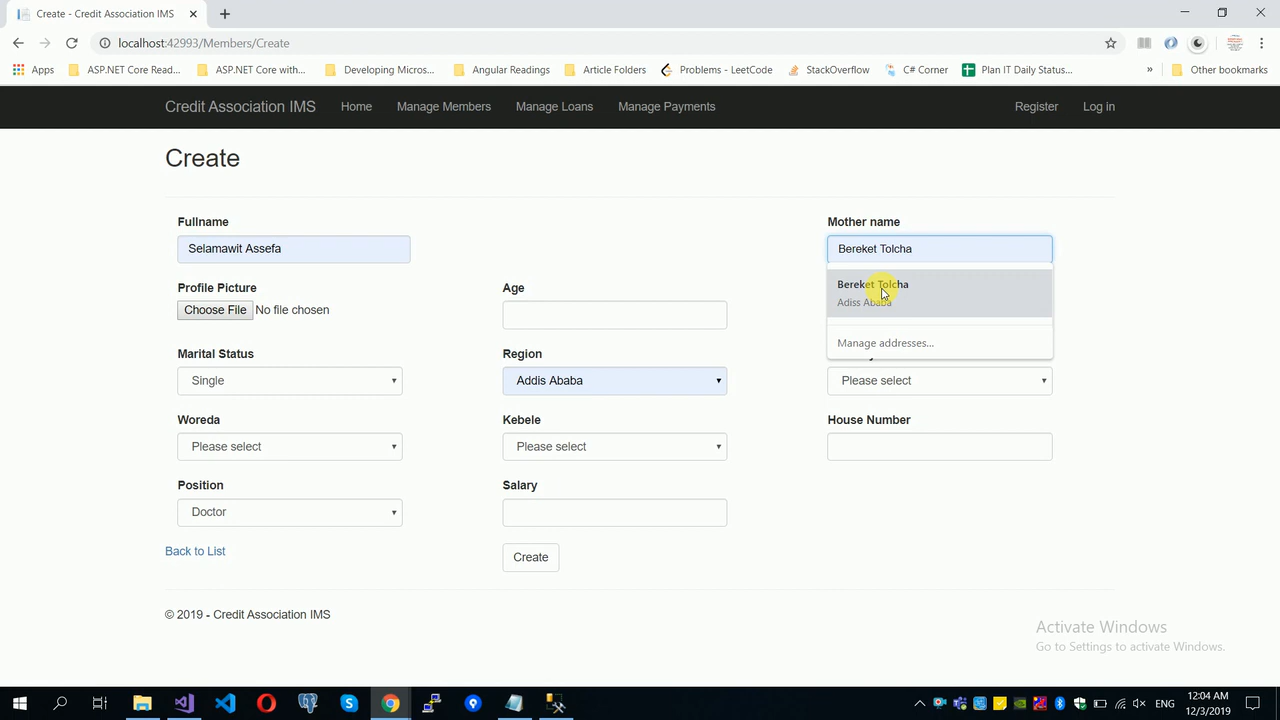 Create - Credit Association IMS
localhost:42993/Members/Create
Apps ASP.NET Core Read... ASP.NET Core with... Developing Micros... Angular Readings Article Folders Problems - LeetCode StackOverflow C# Corner Plan IT Daily Status... » Other bookmarks
Credit Association IMS Home Manage Members Manage Loans Manage Payments Register Log in
Create
Fullname Mother name
Selamawit Assefa Bereket Tolcha
Profile Picture Age Bereket Tolcha
Choose File No file chosen Adiss Ababa
Manage addresses...
Marital Status Region
Single Addis Ababa Please select
Woreda Kebele House Number
Please select Please select
Position Salary
Doctor
Back to List Create
© 2019 - Credit Association IMS
Activate Windows
Go to Settings to activate Windows.
ENG 12:04 AM
12/3/2019